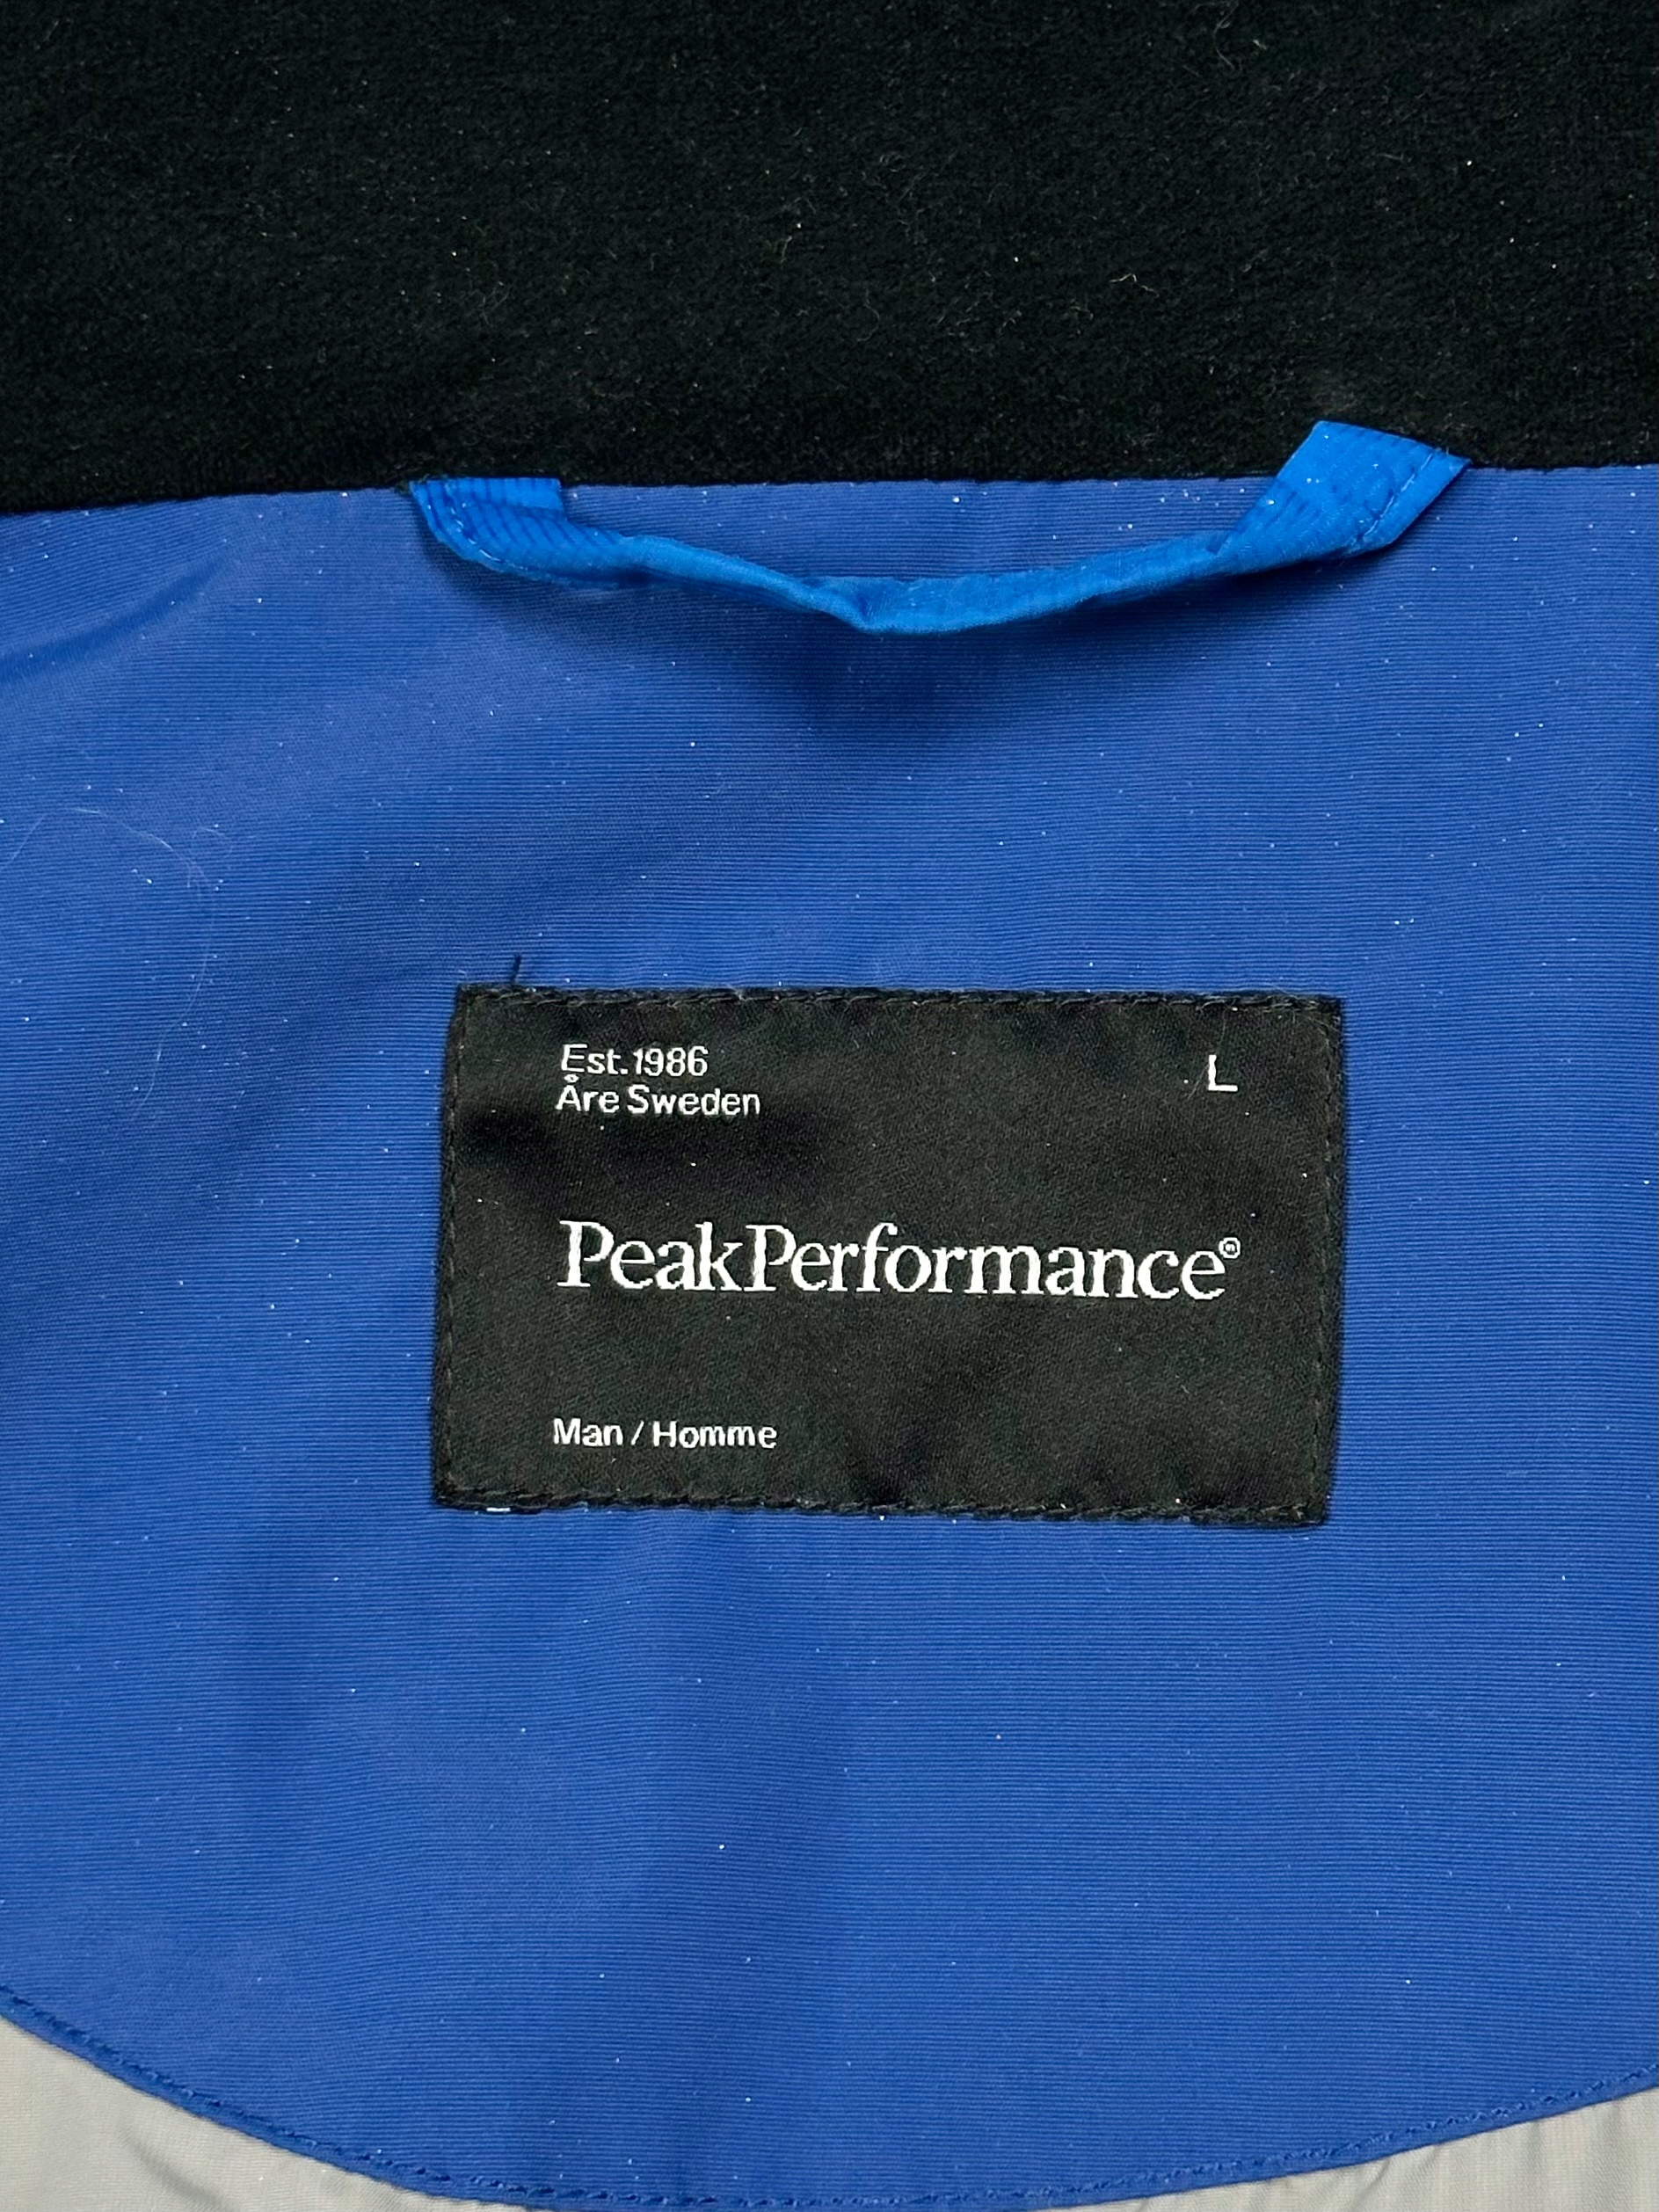 Est. 1986
Åre Sweden
L
PeakPerformance®
Man / Homme